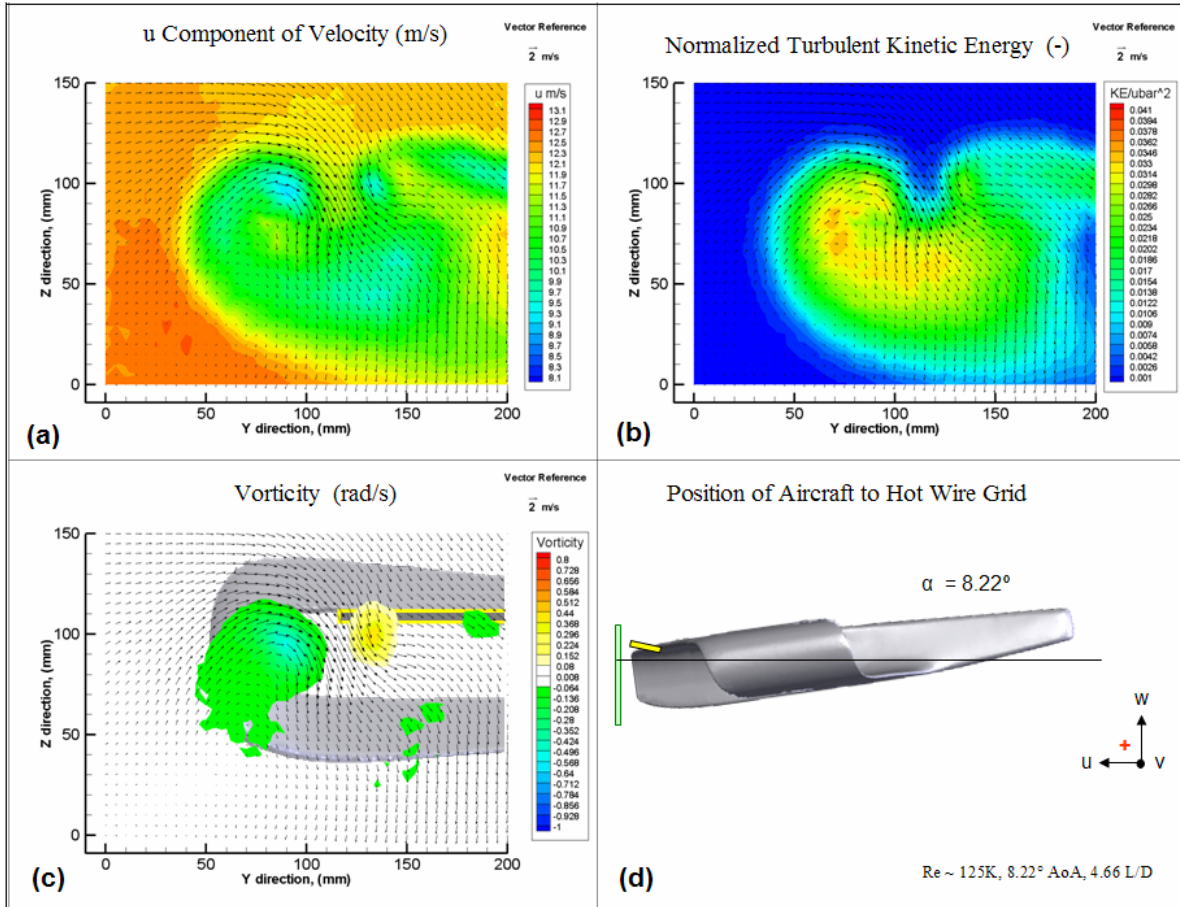 u Component of Velocity (m/s)
Vector Reference
2 m/s
u m/s
13.1
12.9
12.7
12.5
12.3
12.1
11.9
11.7
11.5
11.3
11.1
10.9
10.7
10.5
10.3
10.1
9.9
9.7
9.5
9.3
9.1
8.9
8.7
8.5
8.3
8.1
150
100
50
0
Z direction, (mm)
0 50 100 150 200
Y direction, (mm)
(a)
Normalized Turbulent Kinetic Energy (-)
Vector Reference
2 m/s
KE/ubar^2
0.041
0.0394
0.0378
0.0362
0.0346
0.033
0.0314
0.0298
0.0282
0.0266
0.025
0.0234
0.0218
0.0202
0.0186
0.017
0.0154
0.0138
0.0122
0.0106
0.009
0.0074
0.0058
0.0042
0.0026
0.001
150
100
50
0
Z direction, (mm)
0 50 100 150 200
Y direction, (mm)
(b)
Vorticity (rad/s)
Vector Reference
2 m/s
Vorticity
0.8
0.728
0.656
0.584
0.512
0.44
0.368
0.296
0.224
0.152
0.08
0.008
-0.064
-0.136
-0.208
-0.28
-0.352
-0.424
-0.496
-0.568
-0.64
-0.712
-0.784
-0.856
-0.928
-1
150
100
50
0
Z direction, (mm)
0 50 100 150 200
Y direction, (mm)
(c)
Position of Aircraft to Hot Wire Grid
α = 8.22º
w
+
u
v
(d)
Re ~ 125K, 8.22° AoA, 4.66 L/D